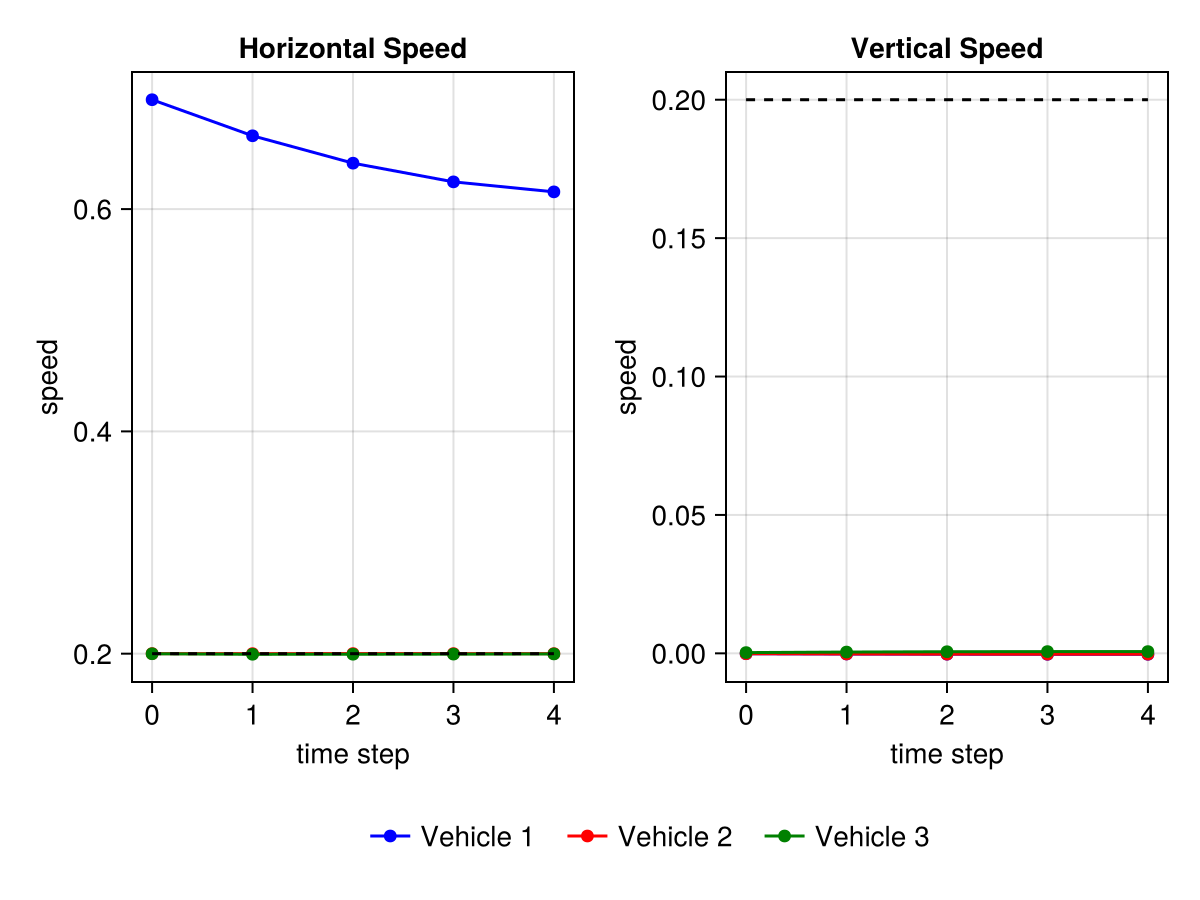 Horizontal Speed
speed
0.6
0.4
0.2
0 1 2 3 4
time step
Vertical Speed
speed
0.20
0.15
0.10
0.05
0.00
0 1 2 3 4
time step
Vehicle 1 Vehicle 2 Vehicle 3